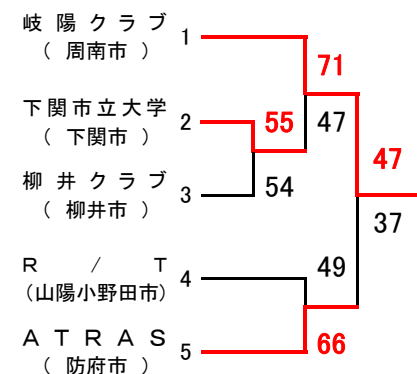 岐陽クラブ 1
（ 周南市 ）
71
下関市立大学 2
（ 下関市 ）
55
47
47
柳井クラブ 3
（ 柳井市 ）
54
37
R / T 4
（山陽小野田市）
49
ATRAS 5
（ 防府市 ）
66